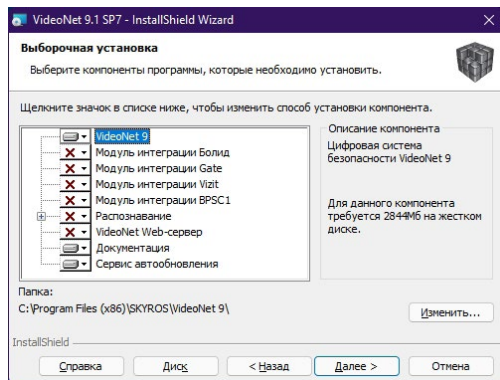 VideoNet 9.1 SP7 - InstallShield Wizard
Выборочная установка
Выберите компоненты программы, которые необходимо установить.
Щелкните значок в списке ниже, чтобы изменить способ установки компонента.
VideoNet 9
Модуль интеграции Болид
Модуль интеграции Gate
Модуль интеграции Vizit
Модуль интеграции BPSC1
Распознавание
VideoNet Web-сервер
Документация
Сервис автообновления
Описание компонента
Цифровая система
безопасности VideoNet 9
Для данного компонента
требуется 2844Мб на жестком
диске.
Папка:
C:\Program Files (x86)\SKYROS\VideoNet 9\
Изменить...
InstallShield
Справка
Диск
< Назад
Далее >
Отмена